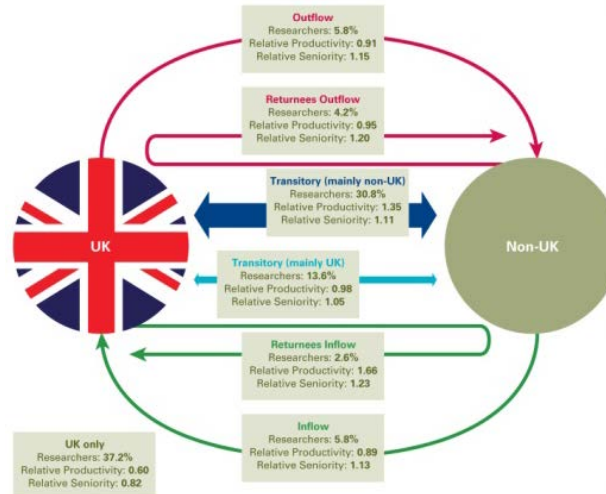 Outflow
Researchers: 5.8%
Relative Productivity: 0.91
Relative Seniority: 1.15
Returnees Outflow
Researchers: 4.2%
Relative Productivity: 0.95
Relative Seniority: 1.20
Transitory (mainly non-UK)
Researchers: 30.8%
Relative Productivity: 1.35
Relative Seniority: 1.11
UK
Non-UK
Transitory (mainly UK)
Researchers: 13.6%
Relative Productivity: 0.98
Relative Seniority: 1.05
Returnees Inflow
Researchers: 2.6%
Relative Productivity: 1.66
Relative Seniority: 1.23
Inflow
Researchers: 5.8%
Relative Productivity: 0.89
Relative Seniority: 1.13
UK only
Researchers: 37.2%
Relative Productivity: 0.60
Relative Seniority: 0.82